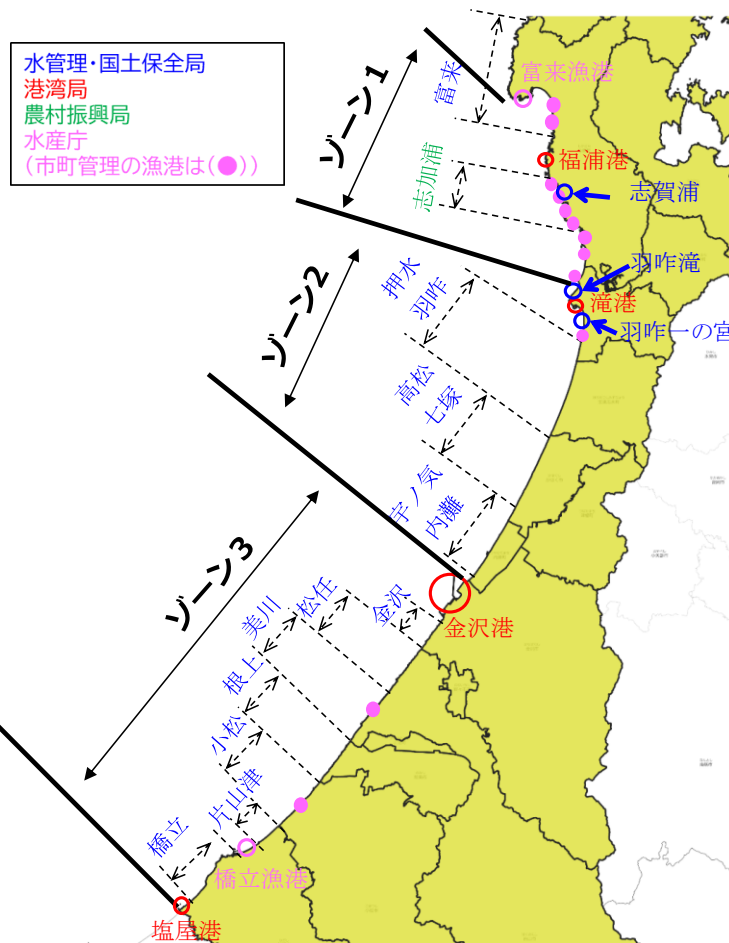 水管理・国土保全局
港湾局
農村振興局
水産庁
(市町管理の漁港は(●))
ゾーン1
富来
富来漁港
福浦港
志加浦
志賀浦
羽咋滝
滝港
羽咋一の宮
ゾーン2
押水
羽咋
高松
七塚
宇ノ気
内灘
ゾーン3
金沢港
金沢
松任
美川
根上
小松
片山津
橋立
橋立漁港
塩屋港